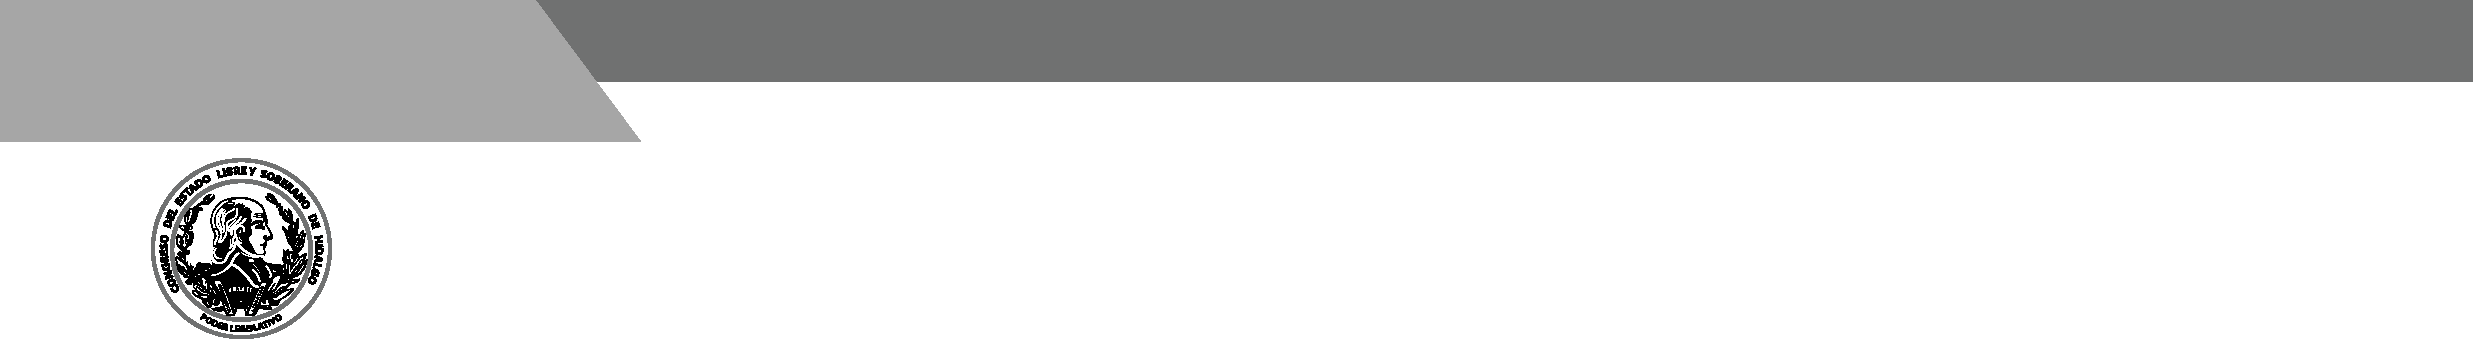 CONGRESO DEL ESTADO LIBRE Y SOBERANO DE HIDALGO
PODER LEGISLATIVO